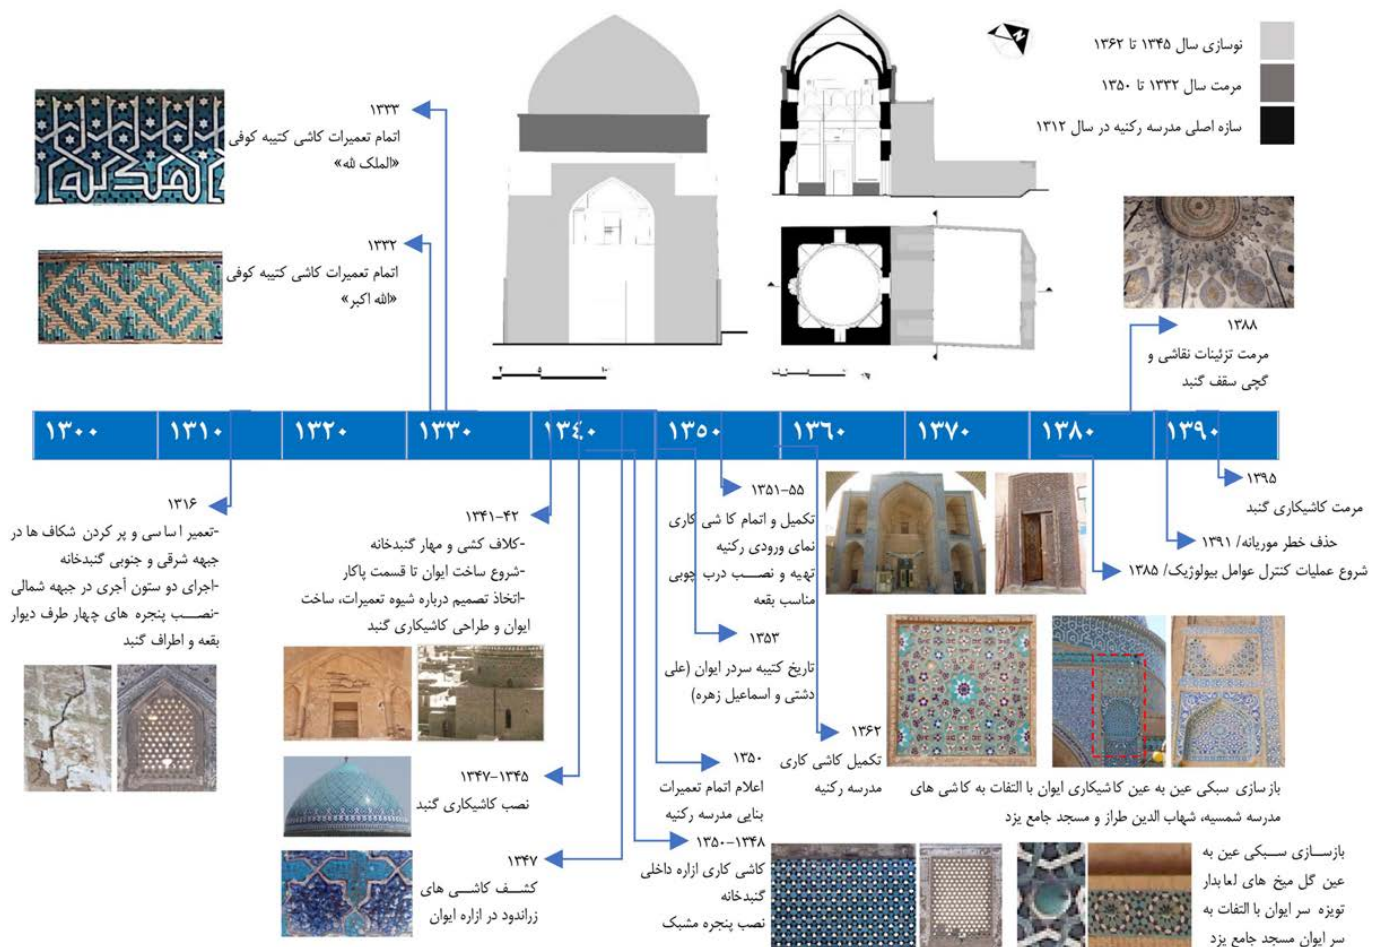 نوسازی سال ۱۳۴۵ تا ۱۳۶۲
مرمت سال ۱۳۳۲ تا ۱۳۵۰
سازه اصلی مدرسه رکنیه در سال ۱۳۱۲
۱۳۳۳
اتمام تعمیرات کاشی کتیبه کوفی
«الملک لله»
۱۳۳۲
اتمام تعمیرات کاشی کتیبه کوفی
«الله اکبر»
۱۳۸۸
مرمت تزئینات نقاشی و
گچی سقف گنبد
۱۳۰۰
۱۳۱۰
۱۳۲۰
۱۳۳۰
۱۳٤۰
۱۳۵۰
۱۳۶۰
۱۳۷۰
۱۳۸۰
۱۳۹۰
۱۳۱۶
-تعمیر اساسی و پر کردن شکاف ها در
جبهه شرقی و جنوبی گنبدخانه
-اجرای دو ستون آجری در جبهه شمالی
-نصب پنجره های چهار طرف دیوار
بقعه و اطراف گنبد
۱۳۴۱-۴۲
-کلاف کشی و مهار گنبدخانه
-شروع ساخت ایوان تا قسمت پاکار
-اتخاذ تصمیم درباره شیوه تعمیرات، ساخت
ایوان و طراحی کاشیکاری گنبد
۱۳۴۵-۱۳۴۷
نصب کاشیکاری گنبد
۱۳۴۷
کشف کاشی های
زراندود در ازاره ایوان
۱۳۵۱-۵۵
تکمیل و اتمام کاشی کاری
نمای ورودی رکنیه
تهیه و نصب درب چوبی
مناسب بقعه
۱۳۵۳
تاریخ کتیبه سردر ایوان (علی
دشتی و اسماعیل زهره)
۱۳۵۰
اعلام اتمام تعمیرات
بنایی مدرسه رکنیه
۱۳۴۸-۱۳۵۰
کاشی کاری ازاره داخلی
گنبدخانه
نصب پنجره مشبک
۱۳۶۲
تکمیل کاشی کاری
مدرسه رکنیه
۱۳۹۵
مرمت کاشیکاری گنبد
حذف خطر موریانه/ ۱۳۹۱
شروع عملیات کنترل عوامل بیولوژیک/ ۱۳۸۵
بازسازی سبکی عین به عین کاشیکاری ایوان با التفات به کاشی های
مدرسه شمسیه، شهاب الدین طراز و مسجد جامع یزد
بازسازی سبکی عین به
عین گل میخ های لعابدار
تویزه سر ایوان با التفات به
سر ایوان مسجد جامع یزد